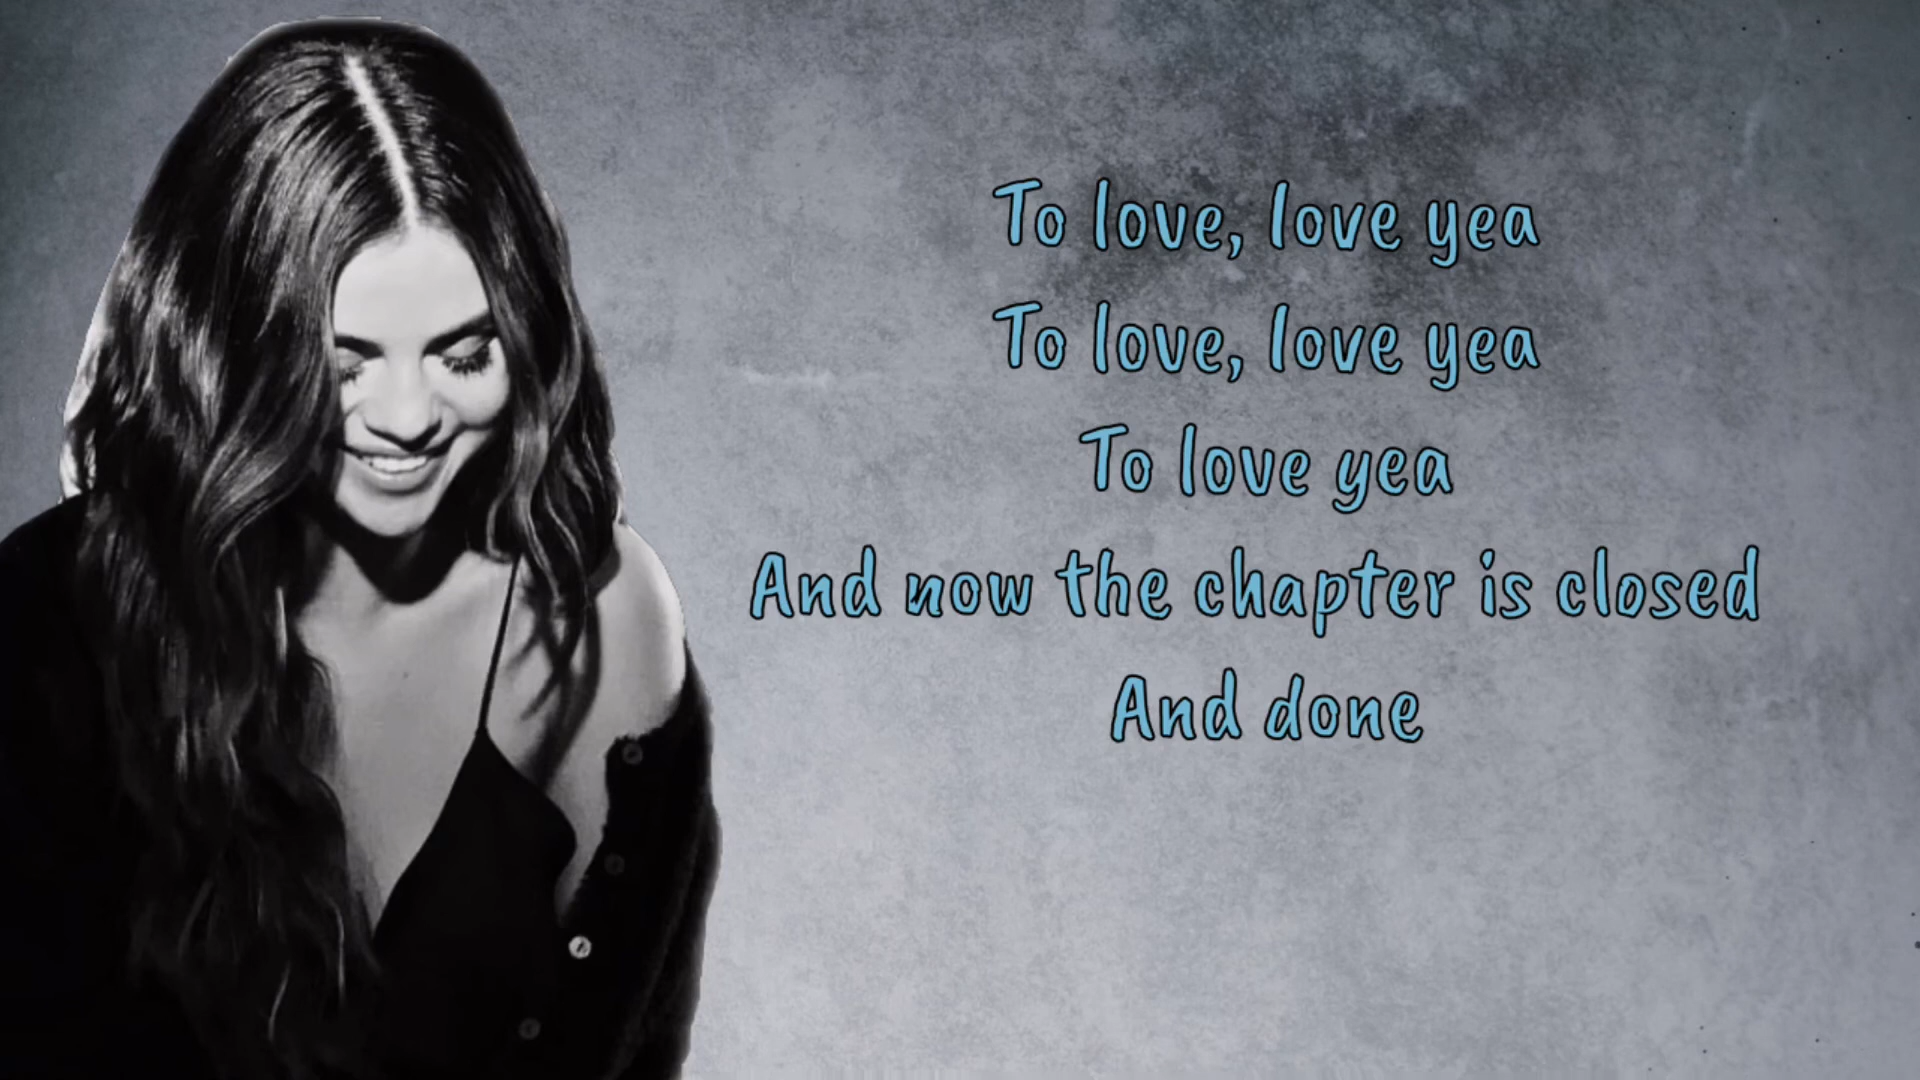 To love, love yea
To love, love yea
To love yea
And now the chapter is closed
And done